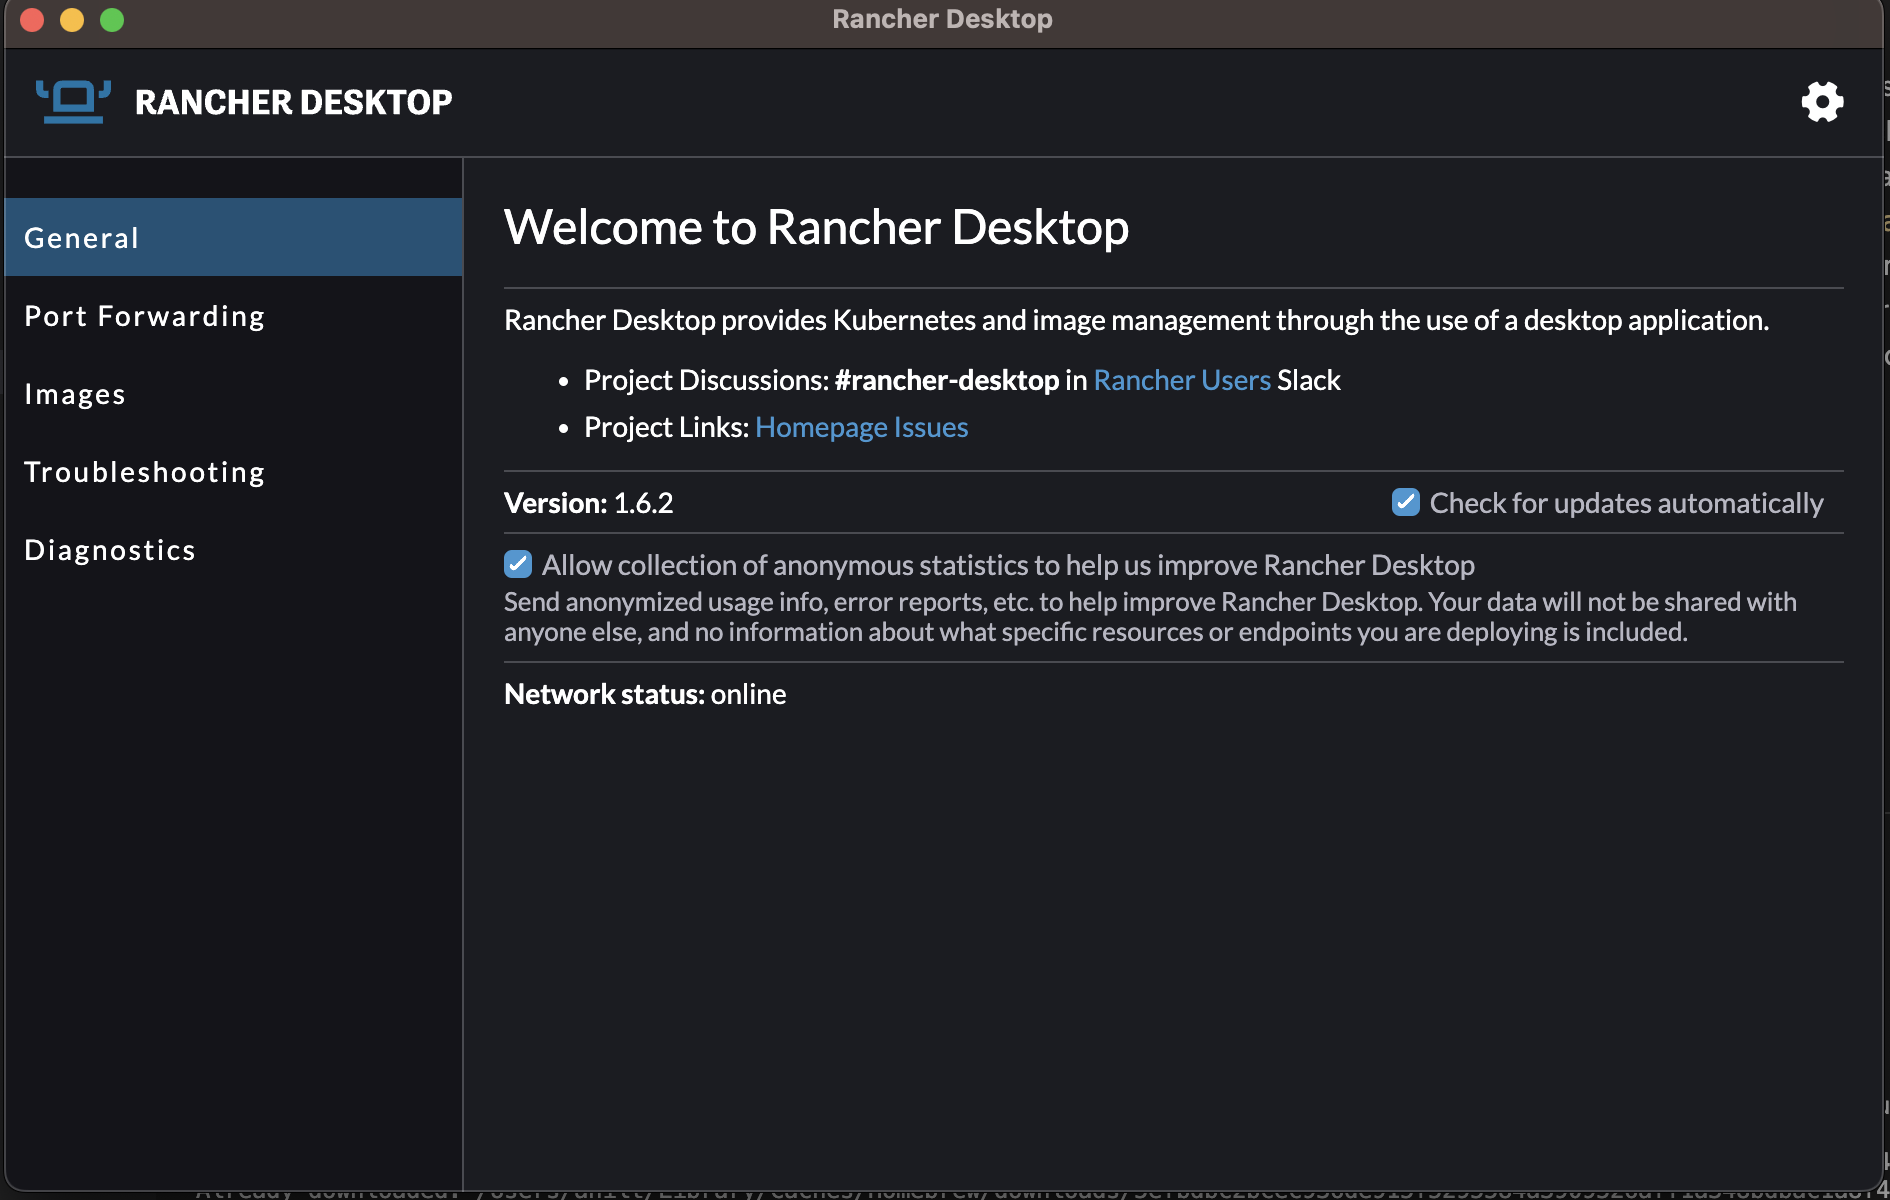 Rancher Desktop
RANCHER DESKTOP
General
Port Forwarding
Images
Troubleshooting
Diagnostics
Welcome to Rancher Desktop
Rancher Desktop provides Kubernetes and image management through the use of a desktop application.
• Project Discussions: #rancher-desktop in Rancher Users Slack
• Project Links: Homepage Issues
Version: 1.6.2
Check for updates automatically
Allow collection of anonymous statistics to help us improve Rancher Desktop
Send anonymized usage info, error reports, etc. to help improve Rancher Desktop. Your data will not be shared with
anyone else, and no information about what specific resources or endpoints you are deploying is included.
Network status: online